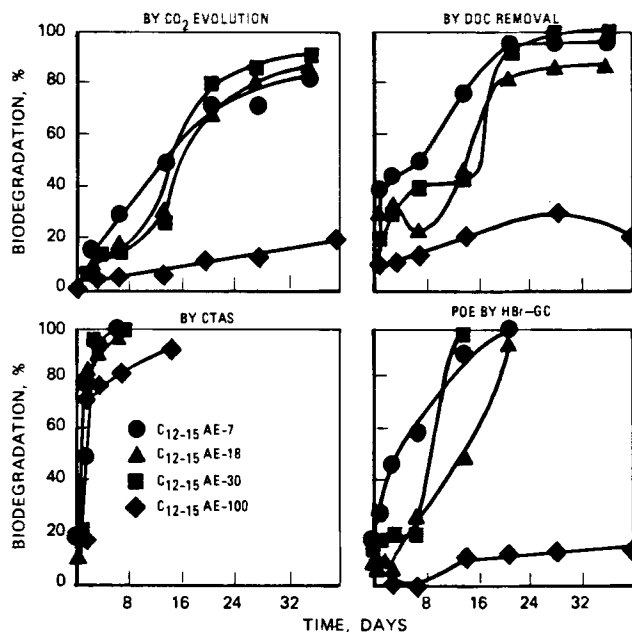 BY CO2 EVOLUTION
BY DOC REMOVAL
BIODEGRADATION, %
100
80
60
40
20
0
BY CTAS
POE BY HBr-GC
BIODEGRADATION, %
100
80
60
40
20
0
C12-15 AE-7
C12-15 AE-18
C12-15 AE-30
C12-15 AE-100
8 16 24 32
8 16 24 32
TIME, DAYS